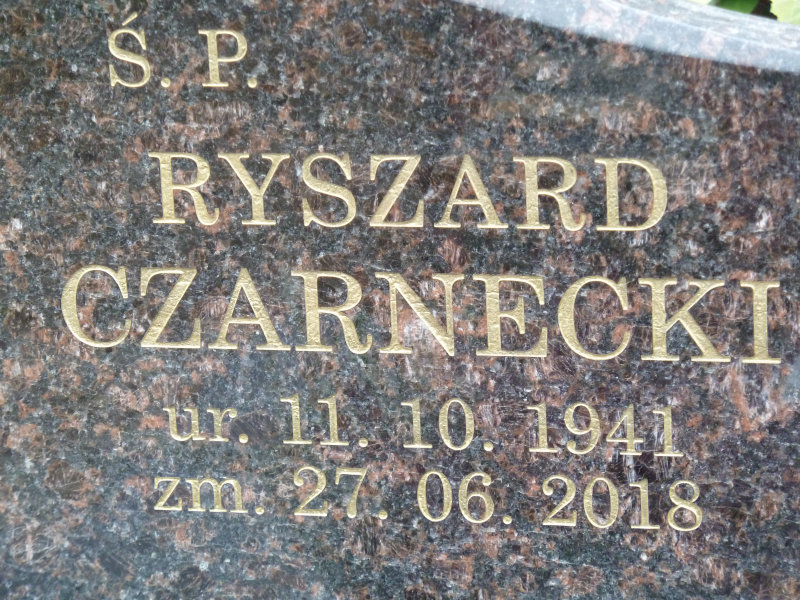 Ś. P.
RYSZARD
CZARNECKI
ur. 11. 10. 1941
zm. 27. 06. 2018